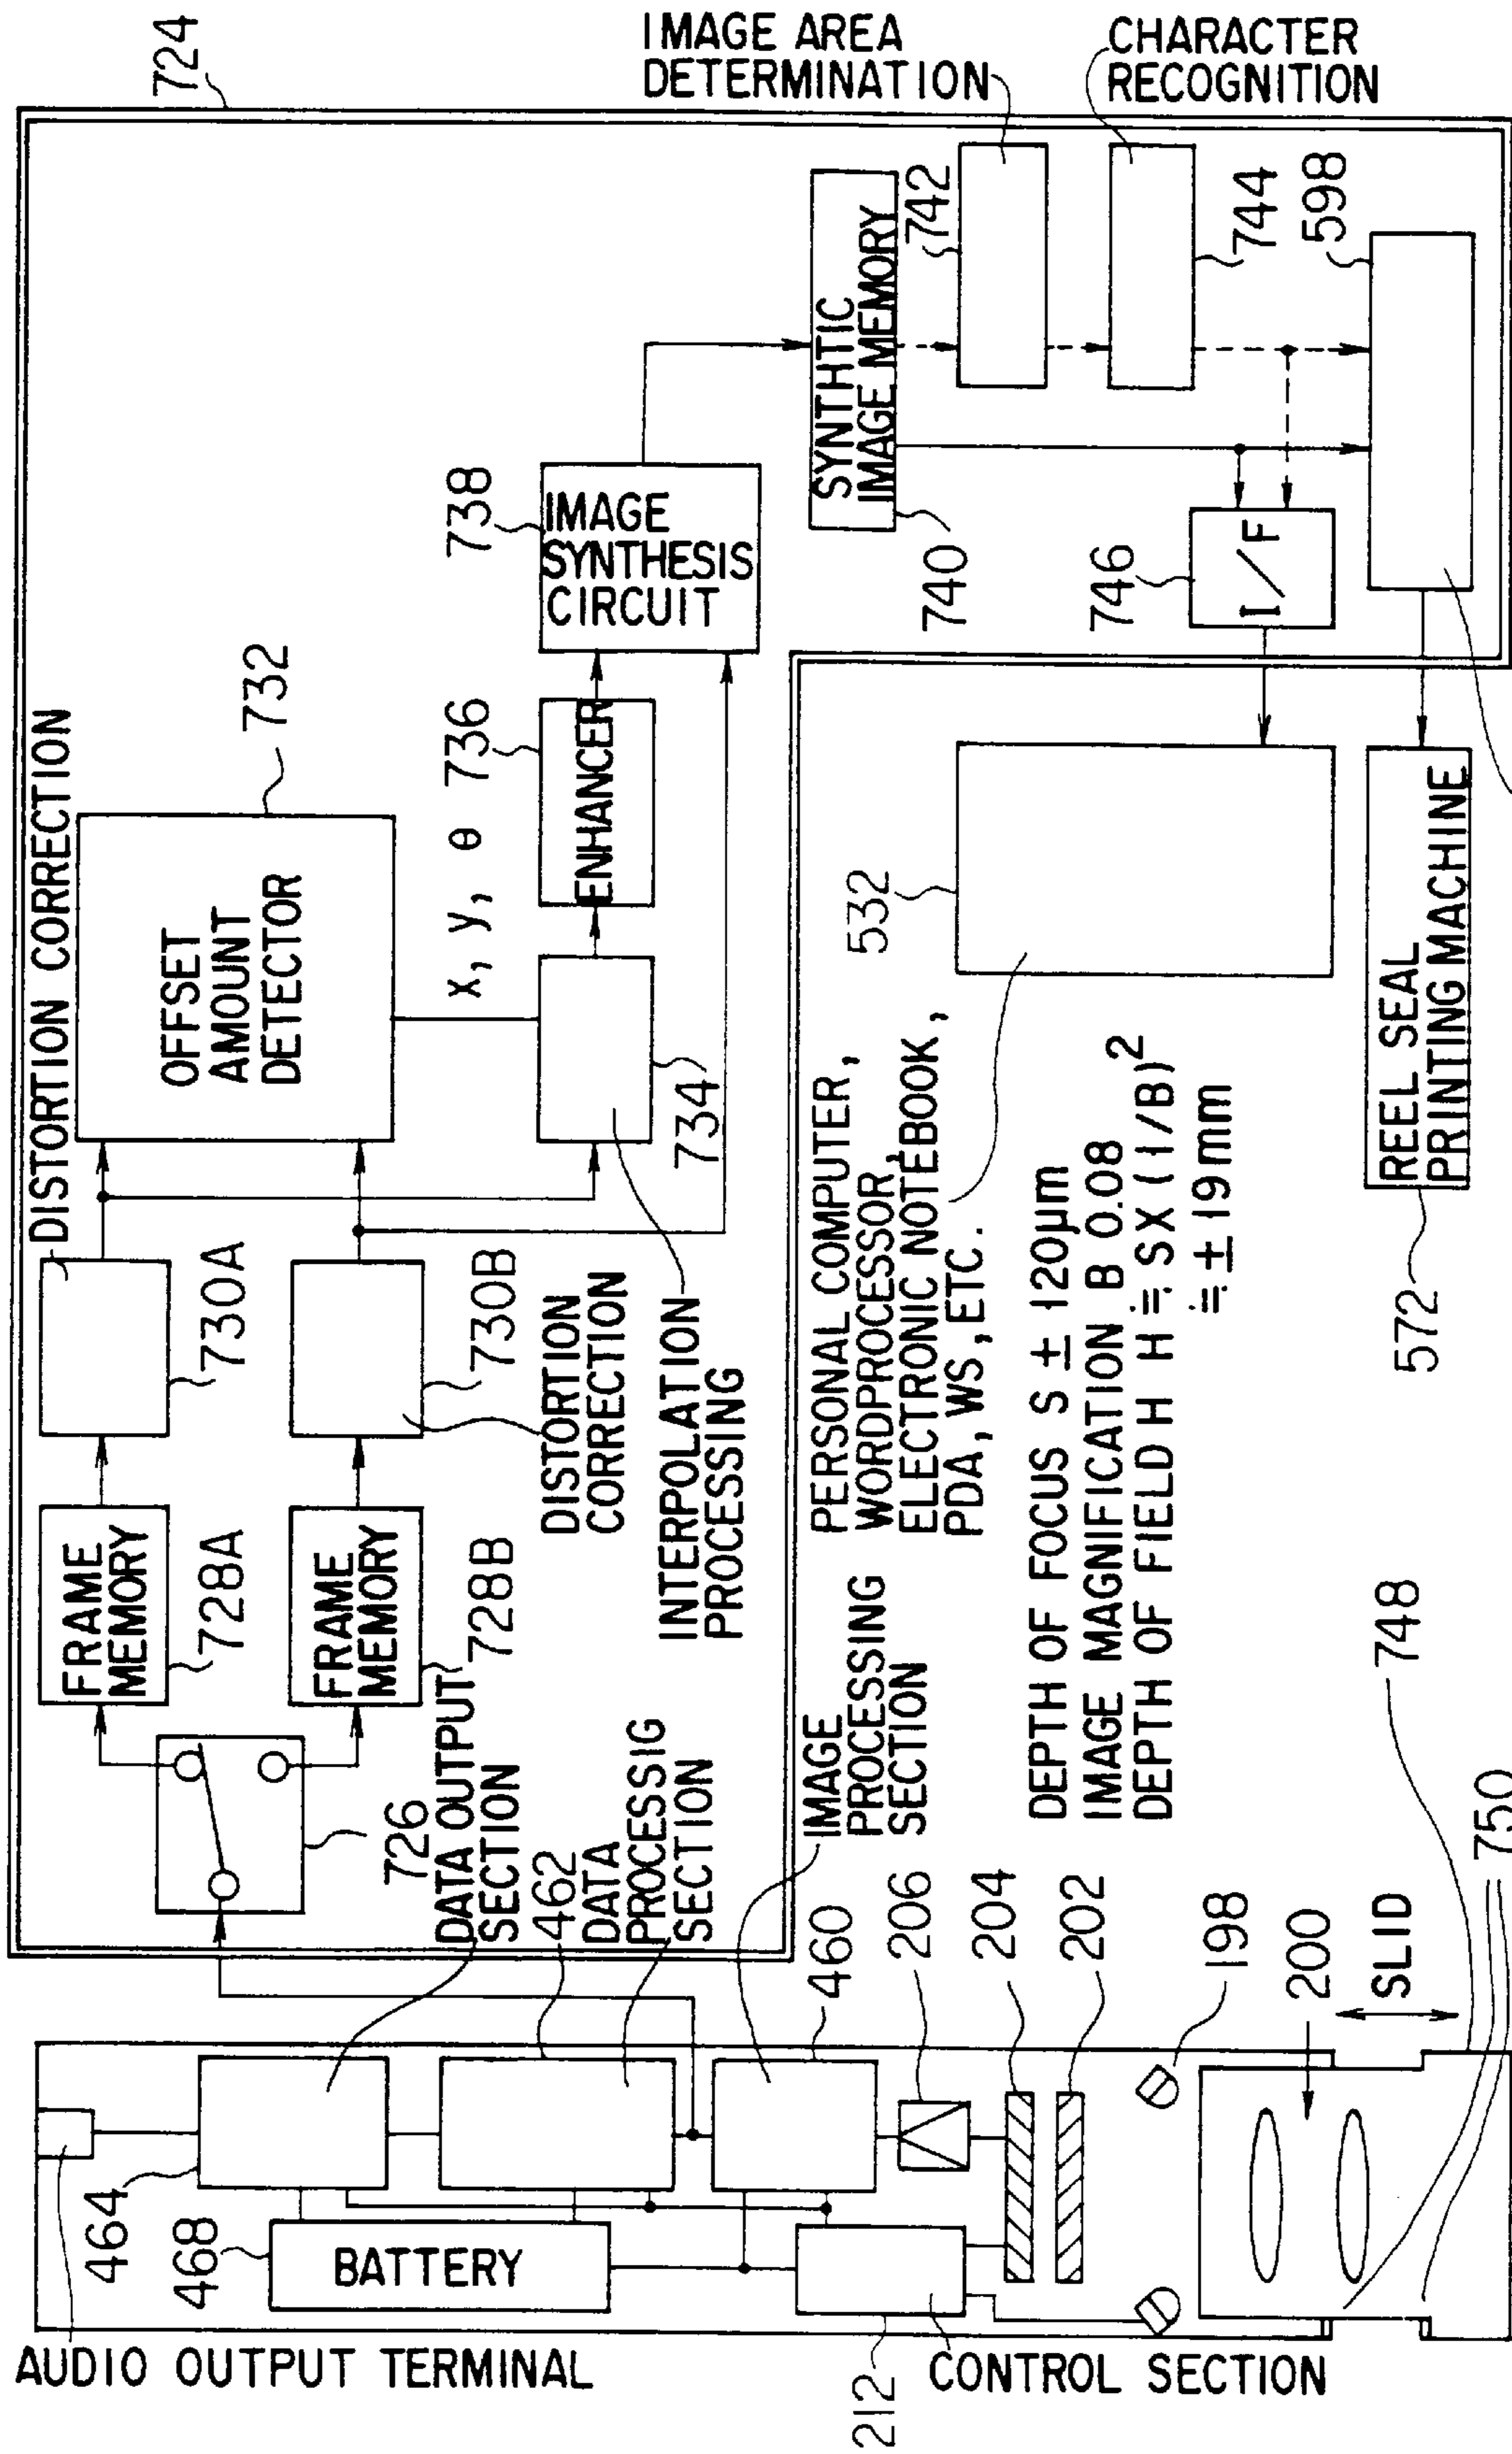 724
DISTORTION CORRECTION
FRAME
MEMORY
728A
730A
OFFSET
AMOUNT
DETECTOR
732
726
FRAME
MEMORY
728B
730B
DISTORTION
CORRECTION
INTERPOLATION
PROCESSING
x, y, θ
734
736
ENHANCER
738
IMAGE
SYNTHESIS
CIRCUIT
IMAGE AREA
DETERMINATION
CHARACTER
RECOGNITION
SYNTHTIC
IMAGE MEMORY
740
742
744
746
I/F
598
DATA OUTPUT
SECTION
462
DATA
PROCESSIG
SECTION
IMAGE
PROCESSING
SECTION
460
206
204
202
198
200
SLID
748
750
AUDIO OUTPUT TERMINAL
464
468
BATTERY
212
CONTROL SECTION
PERSONAL COMPUTER,
WORDPROCESSOR,
ELECTRONIC NOTEBOOK,
PDA, WS, ETC.
532
DEPTH OF FOCUS S ± 120μm
IMAGE MAGNIFICATION B 0.08
DEPTH OF FIELD H H ≒ SX(1/B)²
≒ ± 19mm
REEL SEAL
PRINTING MACHINE
572